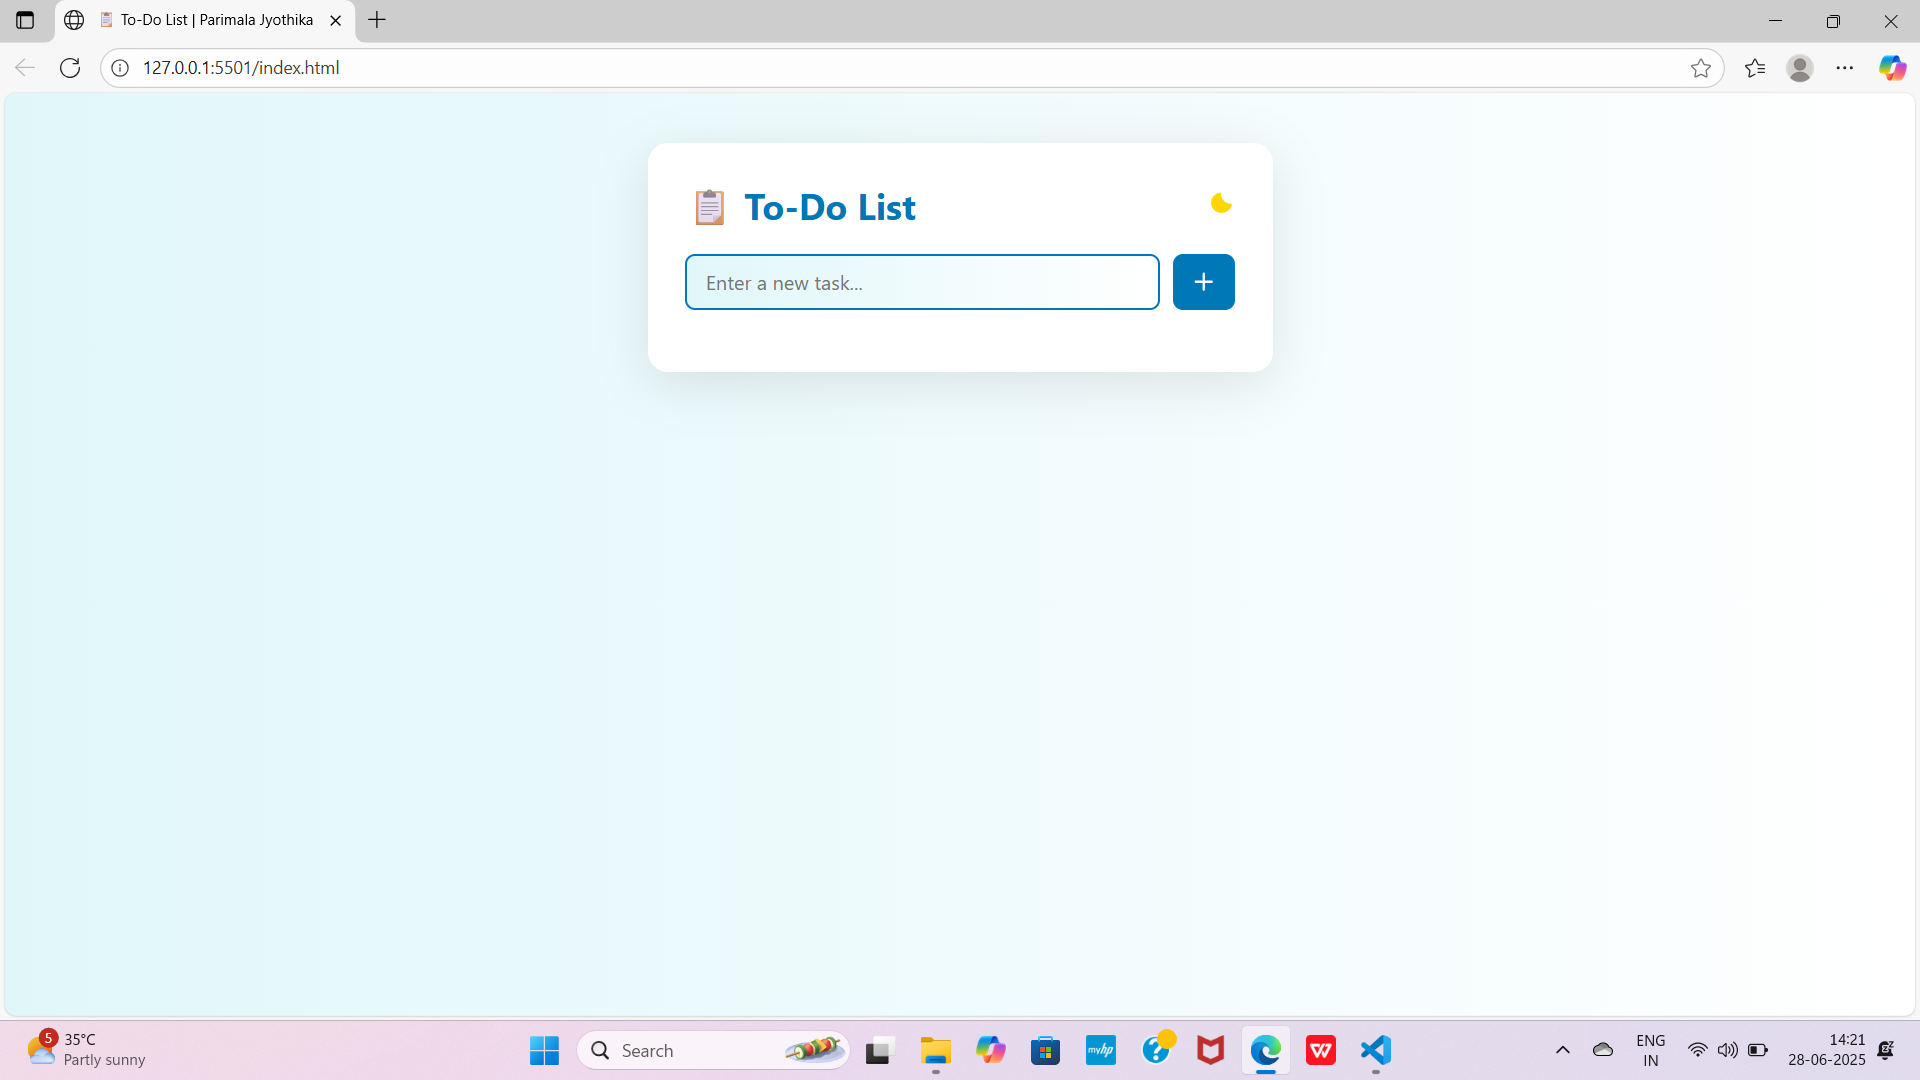 To-Do List | Parimala Jyothika
127.0.0.1:5501/index.html
To-Do List
Enter a new task...
+
5
35°C
Partly sunny
Search
myhp
?
W
ENG
IN
14:21
28-06-2025